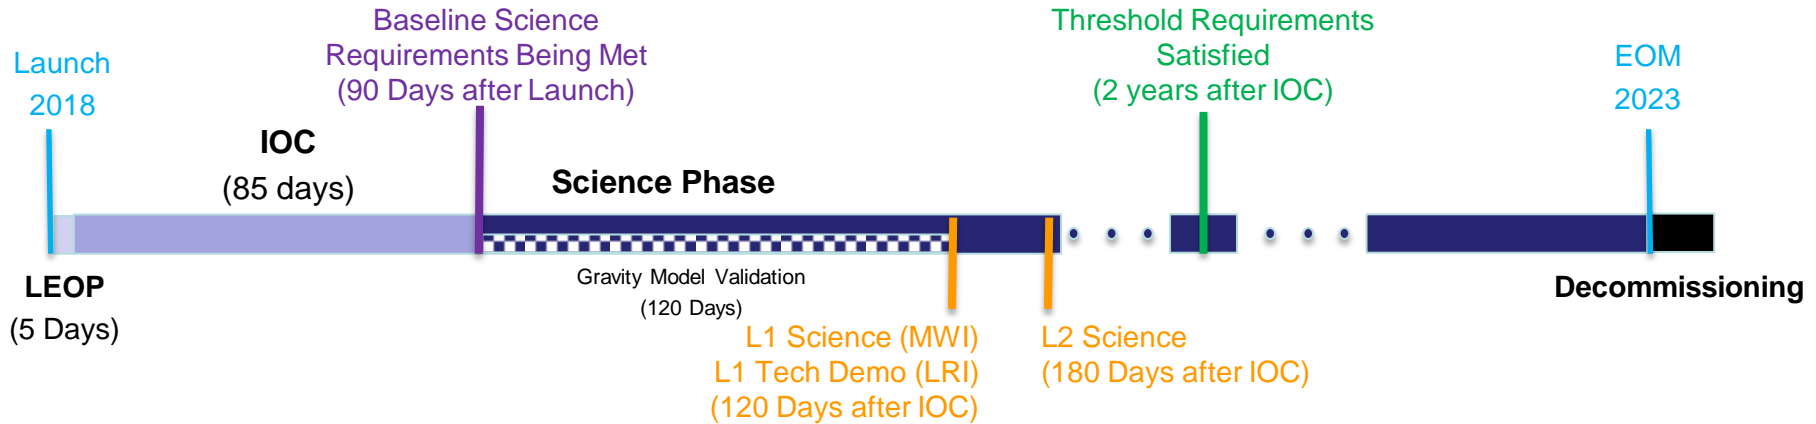 Launch
2018
Baseline Science
Requirements Being Met
(90 Days after Launch)
Threshold Requirements
Satisfied
(2 years after IOC)
EOM
2023
IOC
(85 days)
Science Phase
LEOP
(5 Days)
Gravity Model Validation
(120 Days)
Decommissioning
L1 Science (MWI)
L1 Tech Demo (LRI)
(120 Days after IOC)
L2 Science
(180 Days after IOC)